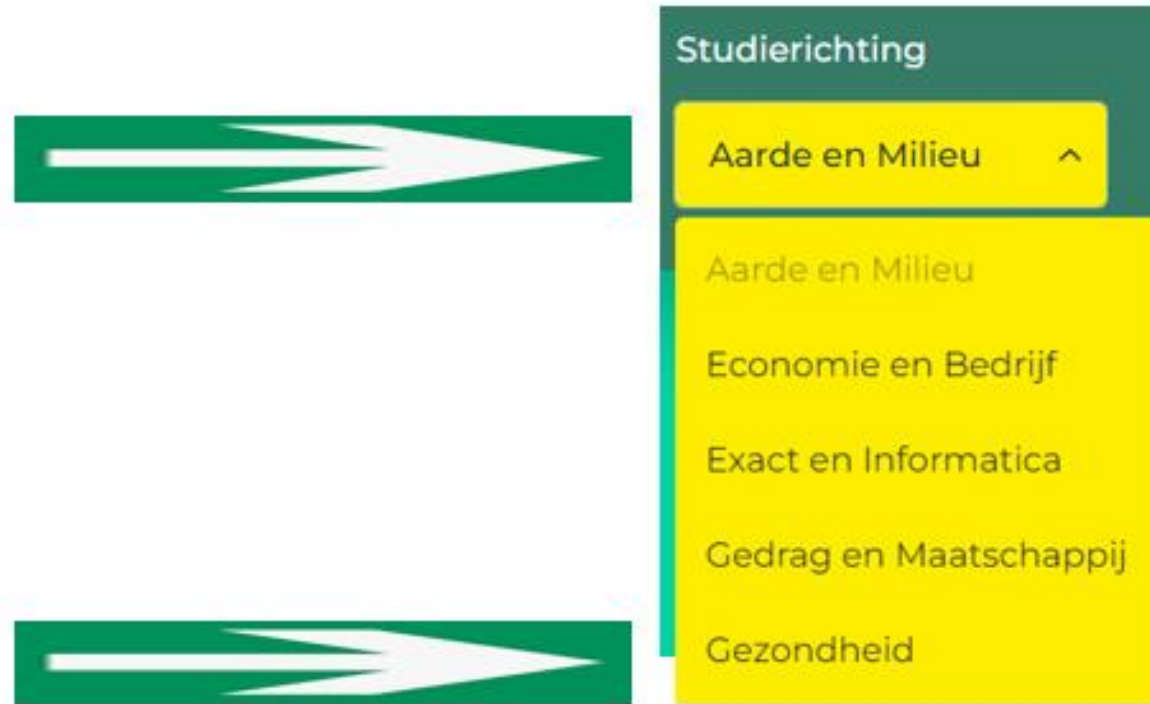 Studierichting
Aarde en Milieu
Aarde en Milieu
Economie en Bedrijf
Exact en Informatica
Gedrag en Maatschappij
Gezondheid